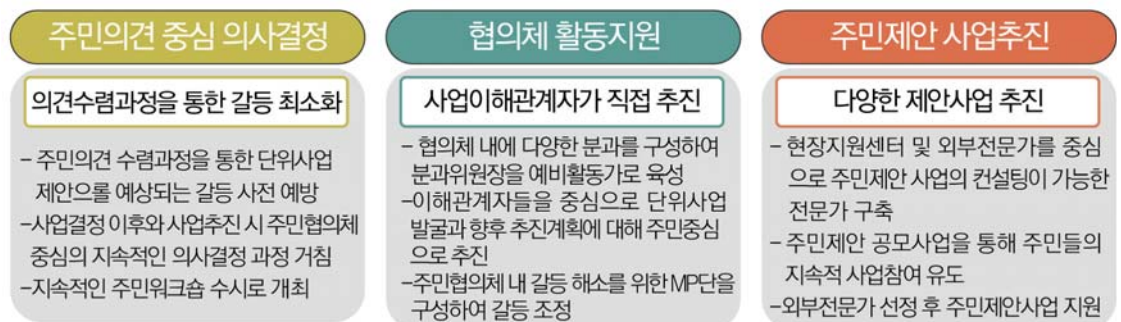 주민의견 중심 의사결정
의견수렴과정을 통한 갈등 최소화
– 주민의견 수렴과정을 통한 단위사업
제안으롤 예상되는 갈등 사전 예방
–사업결정 이후와 사업추진 시 주민협의체
중심의 지속적인 의사결정 과정 거침
–지속적인 주민워크숍 수시로 개최
협의체 활동지원
사업이해관계자가 직접 추진
– 협의체 내에 다양한 분과를 구성하여
분과위원장을 예비활동가로 육성
–이해관계자들을 중심으로 단위사업
발굴과 향후 추진계획에 대해 주민중심
으로 추진
–주민협의체 내 갈등 해소를 위한 MP단을
구성하여 갈등 조정
주민제안 사업추진
다양한 제안사업 추진
– 현장지원센터 및 외부전문가를 중심
으로 주민제안 사업의 컨설팅이 가능한
전문가 구축
– 주민제안 공모사업을 통해 주민들의
지속적 사업참여 유도
–외부전문가 선정 후 주민제안사업 지원